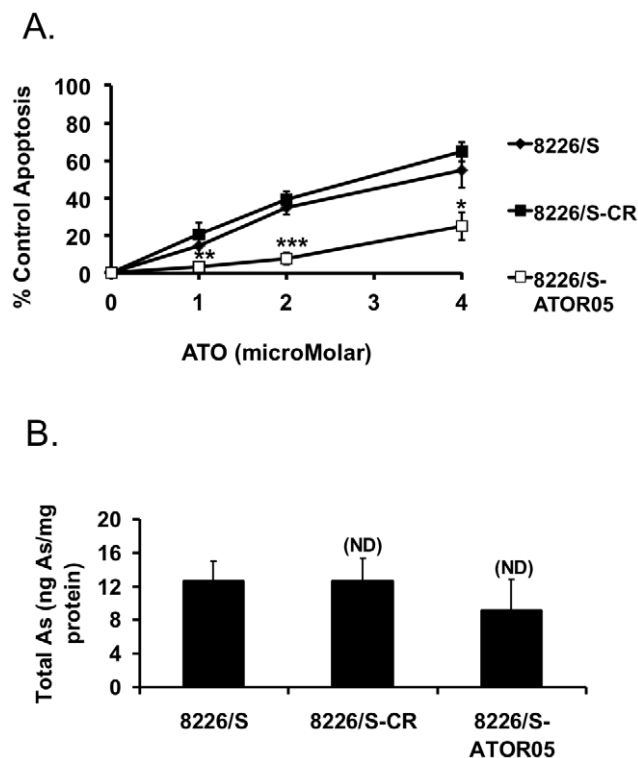 A.
% Control Apoptosis
100
80
60
40
20
0
0
1
2
3
4
**
***
*
ATO (microMolar)
8226/S
8226/S-CR
8226/S-
ATOR05
B.
Total As (ng As/mg
protein)
20
16
12
8
4
0
(ND)
(ND)
8226/S
8226/S-CR
8226/S-
ATOR05